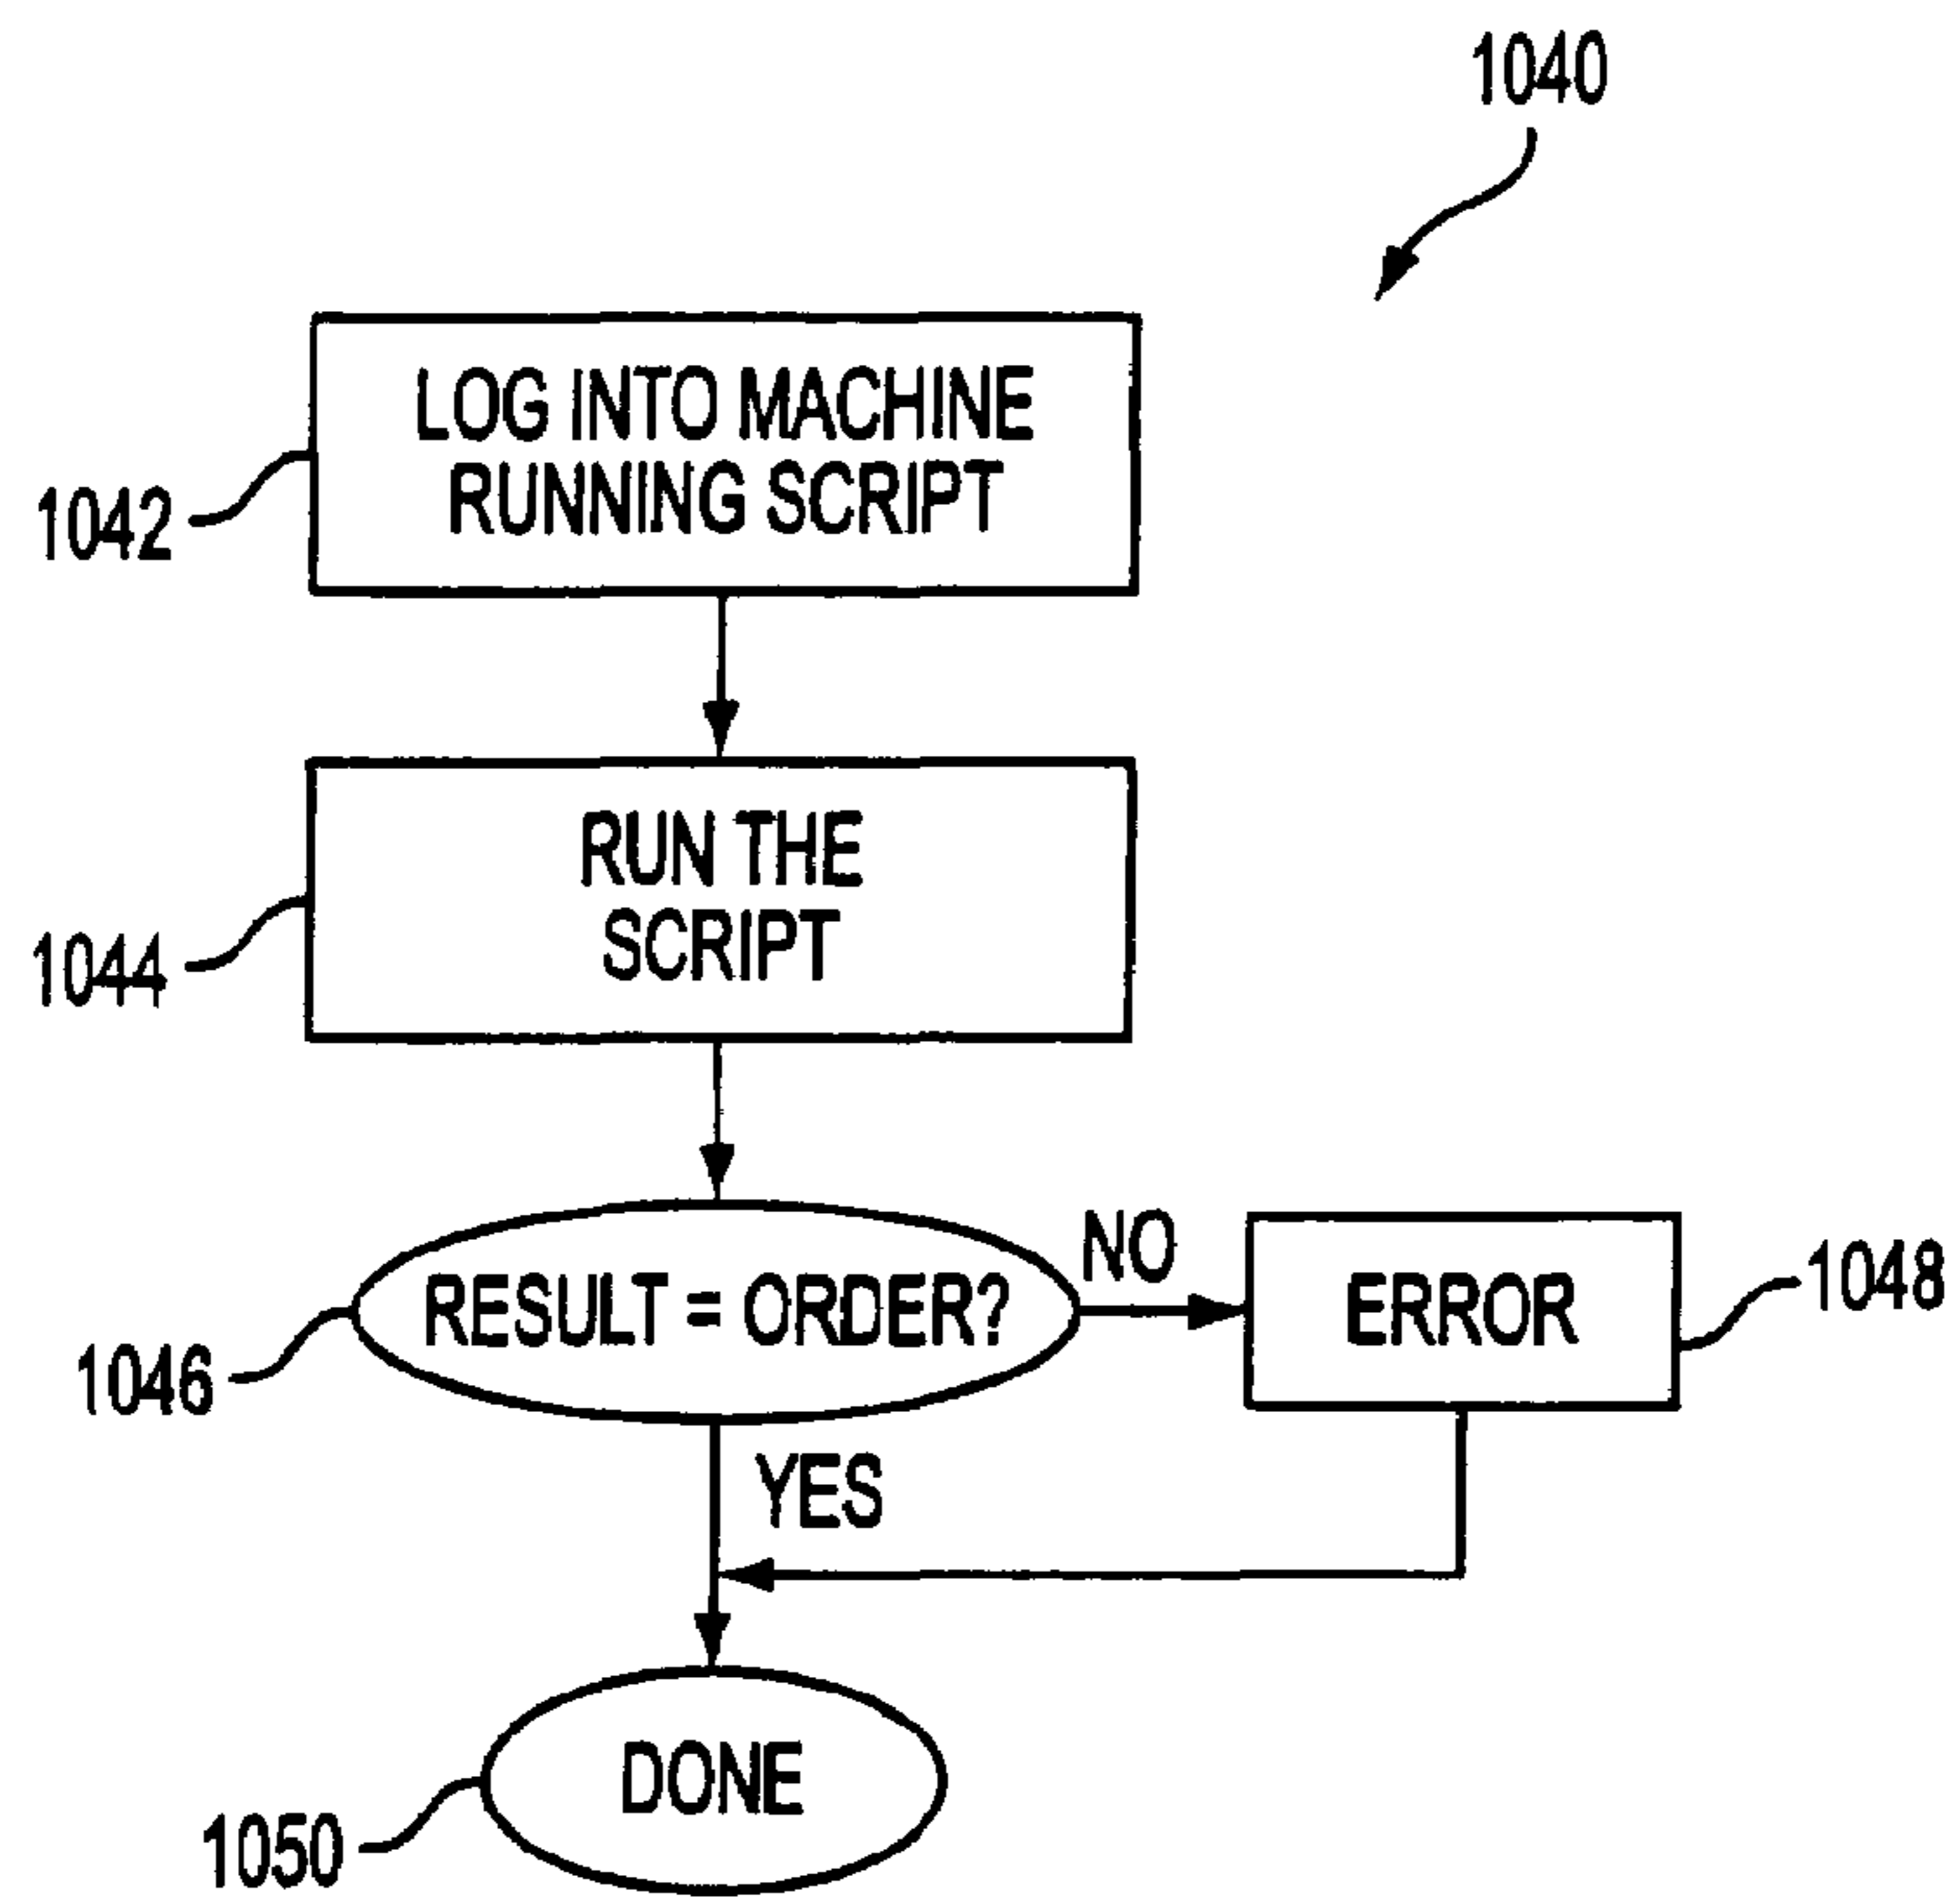 1040
LOG INTO MACHINE
RUNNING SCRIPT
1042
RUN THE
SCRIPT
1044
RESULT = ORDER?
NO
ERROR
1048
1046
YES
DONE
1050